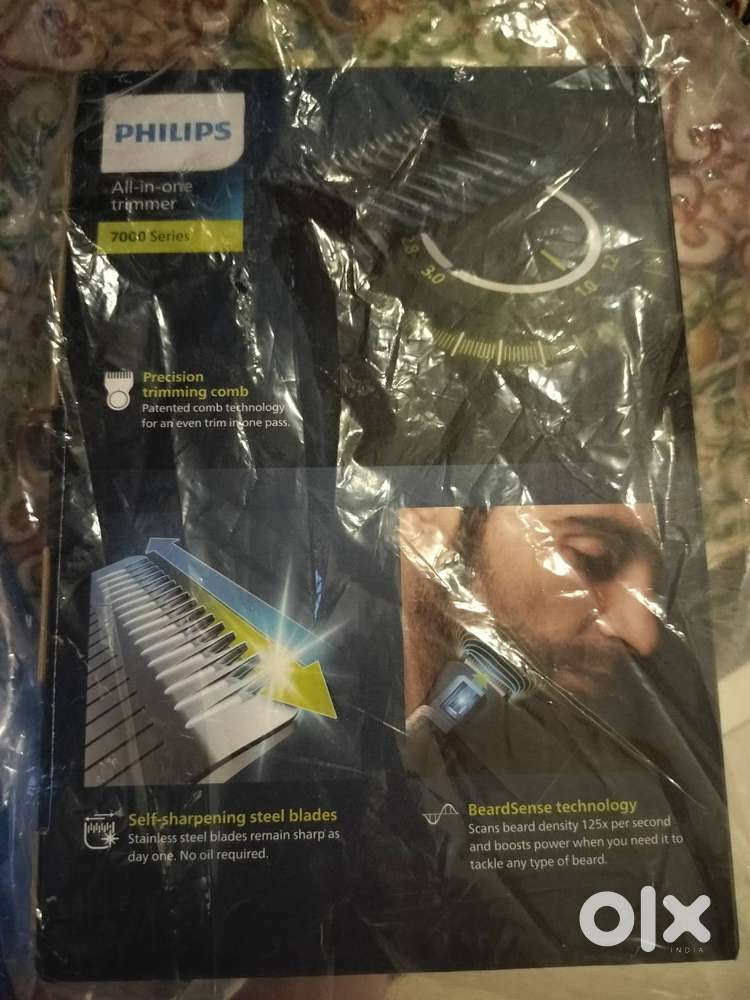 PHILIPS
All-in-one
trimmer
7000 Series
3.0
1.0
1.2
Precision
trimming comb
Patented comb technology
for an even trim in one pass.
Self-sharpening steel blades
Stainless steel blades remain sharp as
day one. No oil required.
BeardSense technology
Scans beard density 125x per second
and boosts power when you need it to
tackle any type of beard.
olx
INDIA